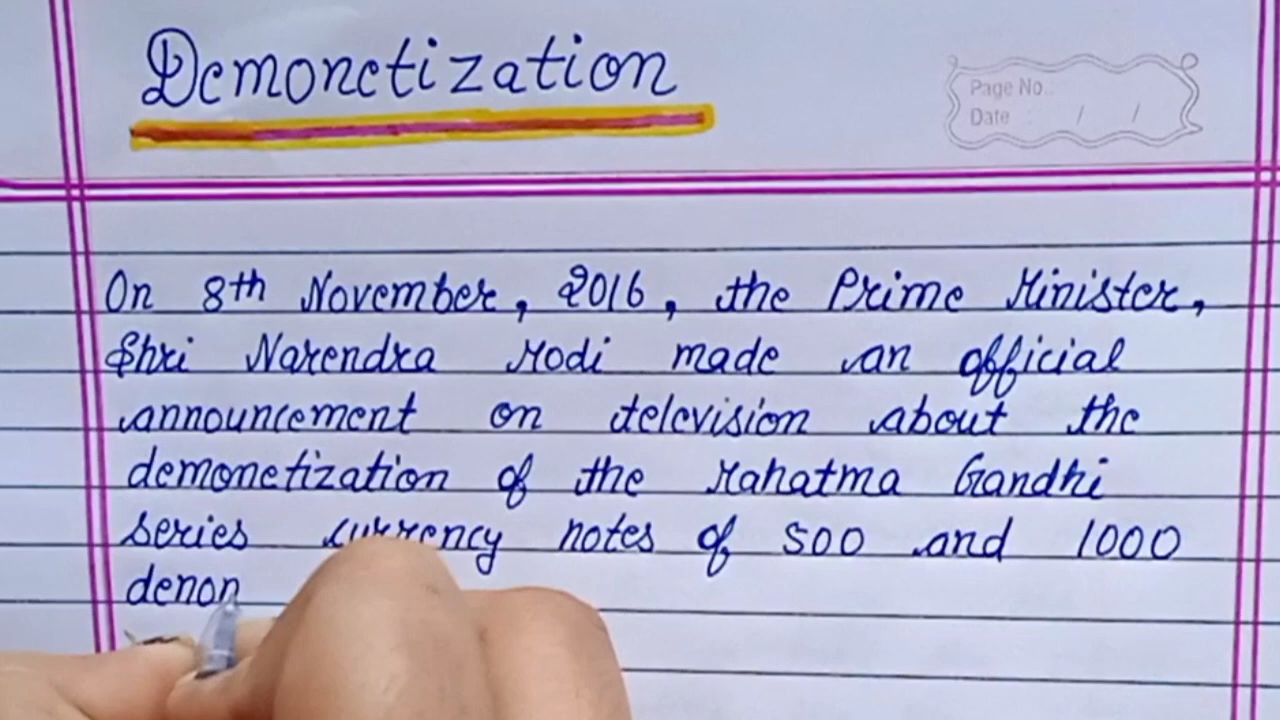 Demonetization
Page No.
Date : / /
On 8th November, 2016, the Prime Minister,
Shri Narendra Modi made an official
announcement on television about the
demonetization of the Mahatma Gandhi
series currency notes of 500 and 1000
denon